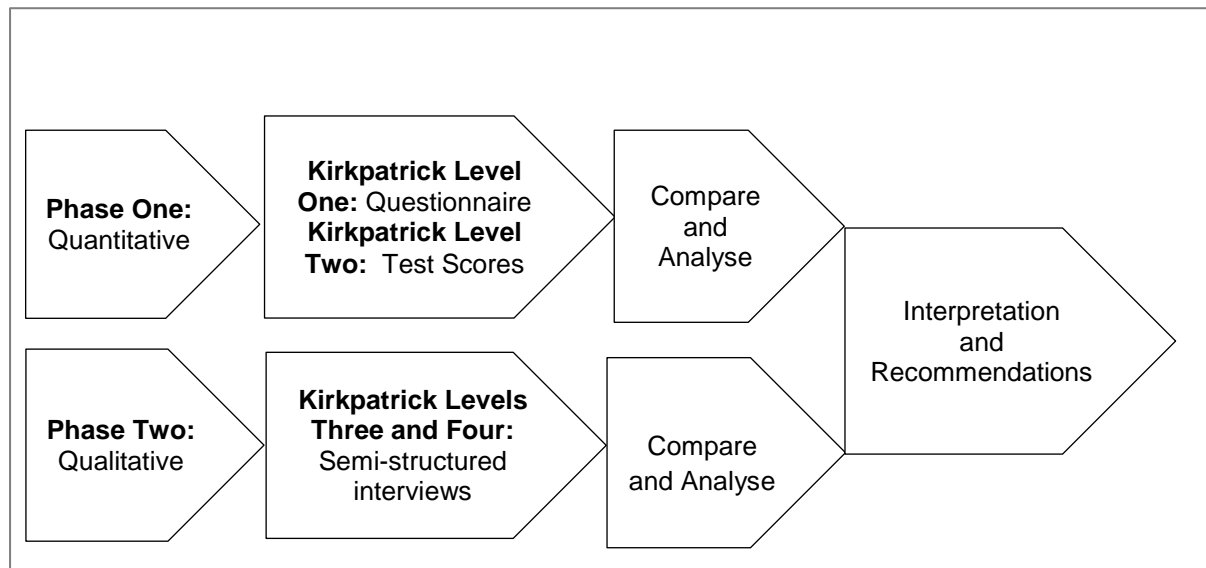 Phase One:
Quantitative
Kirkpatrick Level
One: Questionnaire
Kirkpatrick Level
Two: Test Scores
Compare
and
Analyse
Interpretation
and
Recommendations
Phase Two:
Qualitative
Kirkpatrick Levels
Three and Four:
Semi-structured
interviews
Compare
and Analyse